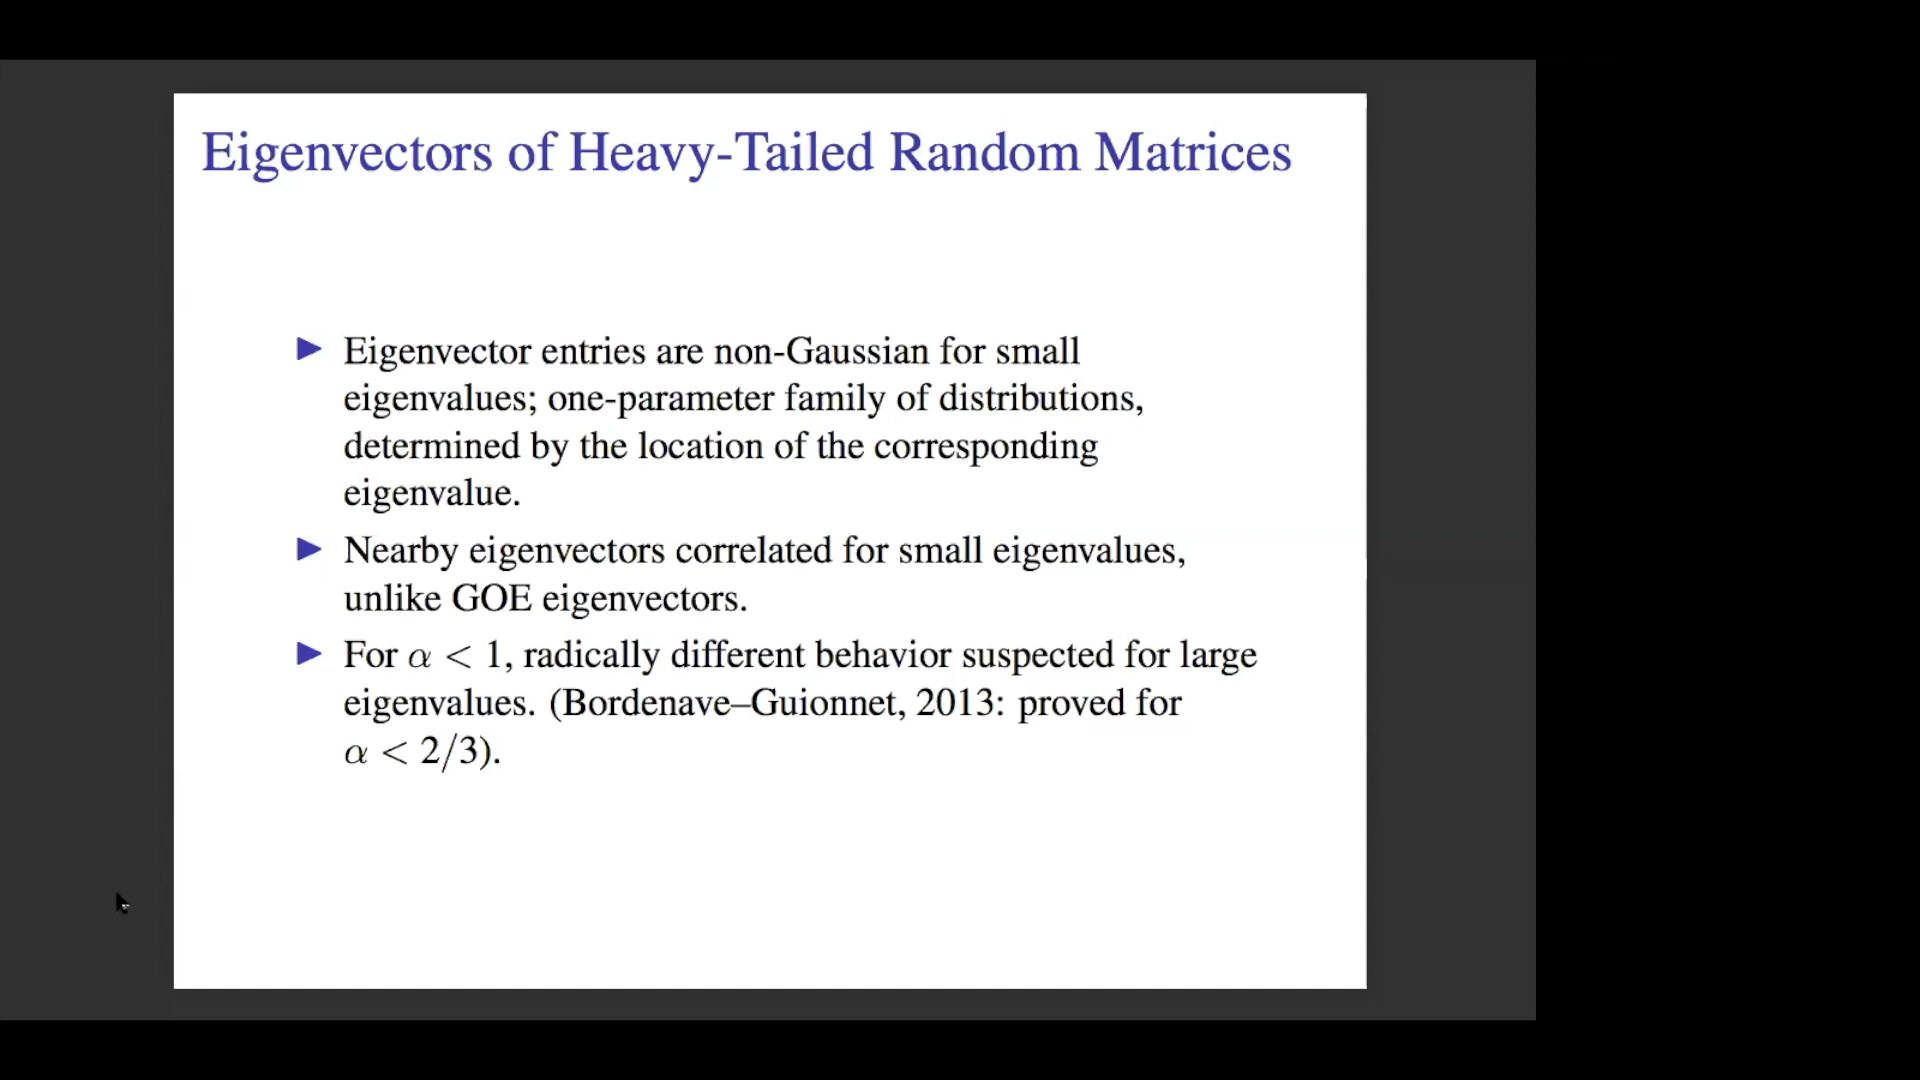 Eigenvectors of Heavy-Tailed Random Matrices
▶ Eigenvector entries are non-Gaussian for small
eigenvalues; one-parameter family of distributions,
determined by the location of the corresponding
eigenvalue.
▶ Nearby eigenvectors correlated for small eigenvalues,
unlike GOE eigenvectors.
▶ For α < 1, radically different behavior suspected for large
eigenvalues. (Bordenave–Guionnet, 2013: proved for
α < 2/3).